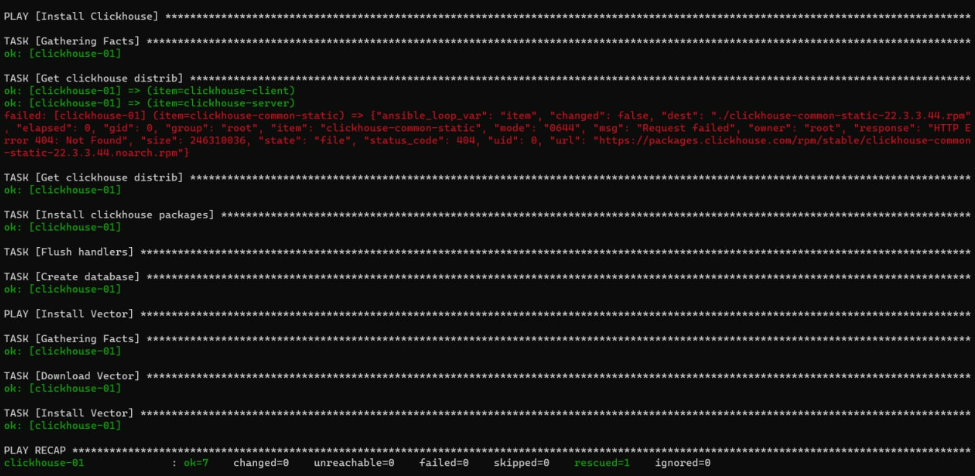 PLAY [Install Clickhouse] ***********************************************************************************************************************************
TASK [Gathering Facts] **************************************************************************************************************************************
ok: [clickhouse-01]
TASK [Get clickhouse distrib] *******************************************************************************************************************************
ok: [clickhouse-01] => (item=clickhouse-client)
ok: [clickhouse-01] => (item=clickhouse-server)
failed: [clickhouse-01] (item=clickhouse-common-static) => {"ansible_loop_var": "item", "changed": false, "dest": "./clickhouse-common-static-22.3.3.44.rpm"
, "elapsed": 0, "gid": 0, "group": "root", "item": "clickhouse-common-static", "mode": "0644", "msg": "Request failed", "owner": "root", "response": "HTTP E
rror 404: Not Found", "size": 246310036, "state": "file", "status_code": 404, "uid": 0, "url": "https://packages.clickhouse.com/rpm/stable/clickhouse-common
-static-22.3.3.44.noarch.rpm"}
TASK [Get clickhouse distrib] *******************************************************************************************************************************
ok: [clickhouse-01]
TASK [Install clickhouse packages] **************************************************************************************************************************
ok: [clickhouse-01]
TASK [Flush handlers] ***************************************************************************************************************************************
TASK [Create database] **************************************************************************************************************************************
ok: [clickhouse-01]
PLAY [Install Vector] ***************************************************************************************************************************************
TASK [Gathering Facts] **************************************************************************************************************************************
ok: [clickhouse-01]
TASK [Download Vector] **************************************************************************************************************************************
ok: [clickhouse-01]
TASK [Install Vector] ***************************************************************************************************************************************
ok: [clickhouse-01]
PLAY RECAP **************************************************************************************************************************************************
clickhouse-01              : ok=7    changed=0    unreachable=0    failed=0    skipped=0    rescued=1    ignored=0